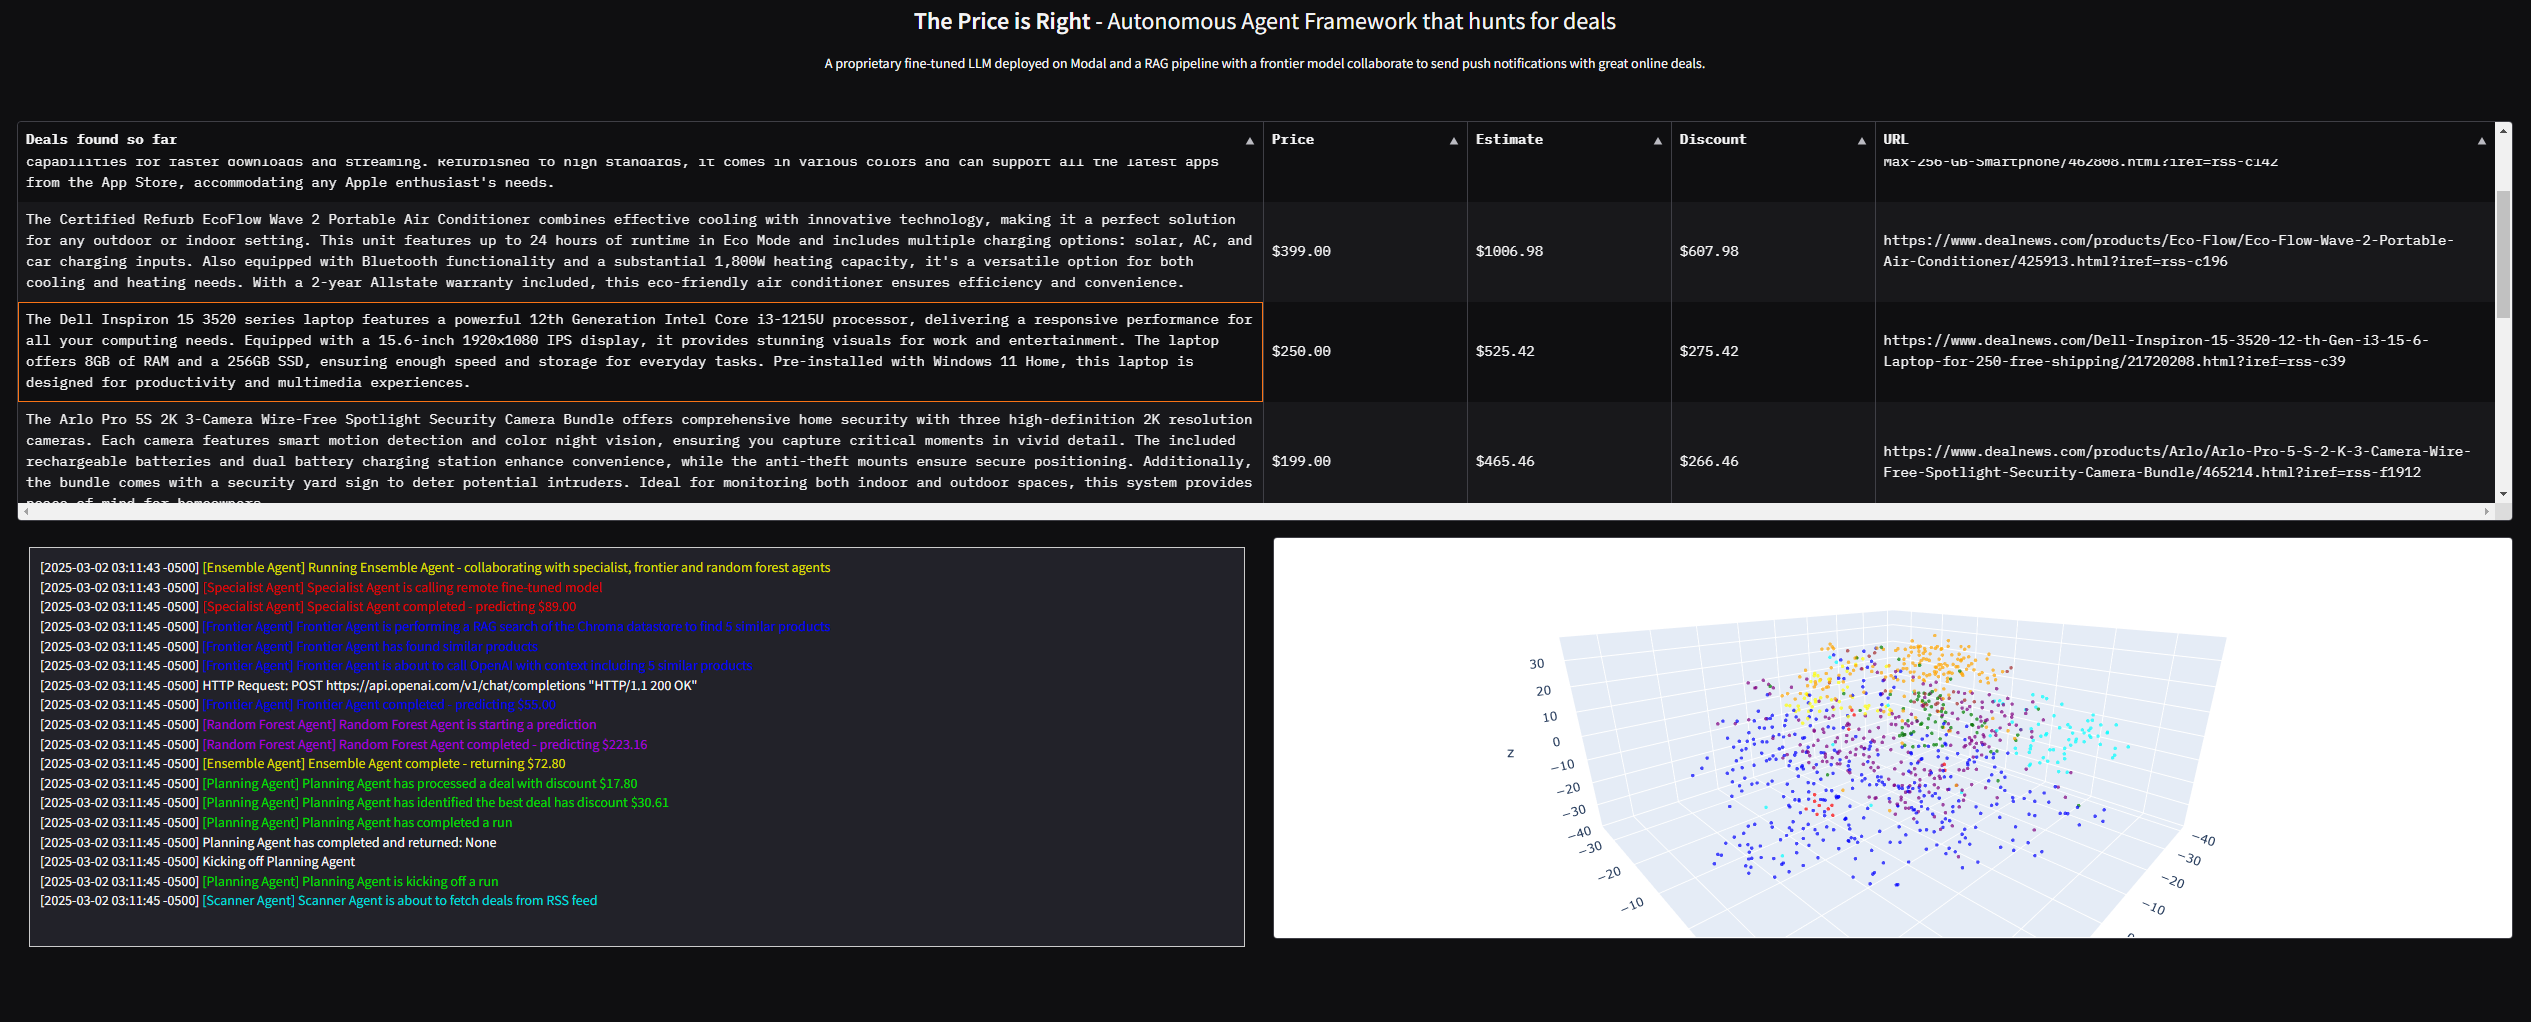 The Price is Right - Autonomous Agent Framework that hunts for deals
A proprietary fine-tuned LLM deployed on Modal and a RAG pipeline with a frontier model collaborate to send push notifications with great online deals.
Deals found so far ▲ Price ▲ Estimate ▲ Discount ▲ URL ▲
capabilities for faster downloads and streaming. Refurbished to high standards, it comes in various colors and can support all the latest apps
from the App Store, accommodating any Apple enthusiast's needs.
Max-256-GB-Smartphone/462808.html?iref=rss-c142
The Certified Refurb EcoFlow Wave 2 Portable Air Conditioner combines effective cooling with innovative technology, making it a perfect solution
for any outdoor or indoor setting. This unit features up to 24 hours of runtime in Eco Mode and includes multiple charging options: solar, AC, and
car charging inputs. Also equipped with Bluetooth functionality and a substantial 1,800W heating capacity, it's a versatile option for both
cooling and heating needs. With a 2-year Allstate warranty included, this eco-friendly air conditioner ensures efficiency and convenience.
$399.00
$1006.98
$607.98
https://www.dealnews.com/products/Eco-Flow/Eco-Flow-Wave-2-Portable-
Air-Conditioner/425913.html?iref=rss-c196
The Dell Inspiron 15 3520 series laptop features a powerful 12th Generation Intel Core i3-1215U processor, delivering a responsive performance for
all your computing needs. Equipped with a 15.6-inch 1920x1080 IPS display, it provides stunning visuals for work and entertainment. The laptop
offers 8GB of RAM and a 256GB SSD, ensuring enough speed and storage for everyday tasks. Pre-installed with Windows 11 Home, this laptop is
designed for productivity and multimedia experiences.
$250.00
$525.42
$275.42
https://www.dealnews.com/Dell-Inspiron-15-3520-12-th-Gen-i3-15-6-
Laptop-for-250-free-shipping/21720208.html?iref=rss-c39
The Arlo Pro 5S 2K 3-Camera Wire-Free Spotlight Security Camera Bundle offers comprehensive home security with three high-definition 2K resolution
cameras. Each camera features smart motion detection and color night vision, ensuring you capture critical moments in vivid detail. The included
rechargeable batteries and dual battery charging station enhance convenience, while the anti-theft mounts ensure secure positioning. Additionally,
the bundle comes with a security yard sign to deter potential intruders. Ideal for monitoring both indoor and outdoor spaces, this system provides
peace of mind for homeowners.
$199.00
$465.46
$266.46
https://www.dealnews.com/products/Arlo/Arlo-Pro-5-S-2-K-3-Camera-Wire-
Free-Spotlight-Security-Camera-Bundle/465214.html?iref=rss-f1912
[2025-03-02 03:11:43 -0500] [Ensemble Agent] Running Ensemble Agent - collaborating with specialist, frontier and random forest agents
[2025-03-02 03:11:43 -0500] [Specialist Agent] Specialist Agent is calling remote fine-tuned model
[2025-03-02 03:11:45 -0500] [Specialist Agent] Specialist Agent completed - predicting $89.00
[2025-03-02 03:11:45 -0500] [Frontier Agent] Frontier Agent is performing a RAG search of the Chroma datastore to find 5 similar products
[2025-03-02 03:11:45 -0500] [Frontier Agent] Frontier Agent has found similar products
[2025-03-02 03:11:45 -0500] [Frontier Agent] Frontier Agent is about to call OpenAI with context including 5 similar products
[2025-03-02 03:11:45 -0500] HTTP Request: POST https://api.openai.com/v1/chat/completions "HTTP/1.1 200 OK"
[2025-03-02 03:11:45 -0500] [Frontier Agent] Frontier Agent completed - predicting
[2025-03-02 03:11:45 -0500] [Random Forest Agent] Random Forest Agent is starting a prediction
[2025-03-02 03:11:45 -0500] [Random Forest Agent] Random Forest Agent completed - predicting $223.16
[2025-03-02 03:11:45 -0500] [Ensemble Agent] Ensemble Agent complete - returning $72.80
[2025-03-02 03:11:45 -0500] [Planning Agent] Planning Agent has processed a deal with discount $17.80
[2025-03-02 03:11:45 -0500] [Planning Agent] Planning Agent has identified the best deal has discount $30.61
[2025-03-02 03:11:45 -0500] [Planning Agent] Planning Agent has completed a run
[2025-03-02 03:11:45 -0500] Planning Agent has completed and returned: None
[2025-03-02 03:11:45 -0500] Kicking off Planning Agent
[2025-03-02 03:11:45 -0500] [Planning Agent] Planning Agent is kicking off a run
[2025-03-02 03:11:45 -0500] [Scanner Agent] Scanner Agent is about to fetch deals from RSS feed
30
20
10
0
−10
−20
−30
−40
z
−30
−20
−10
−40
−30
−20
−10
0